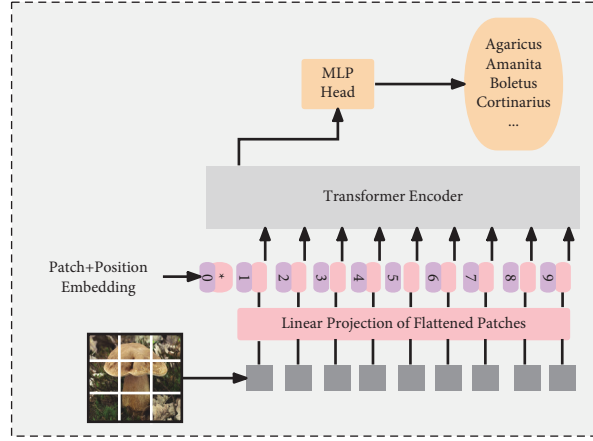 MLP
Head
Agaricus
Amanita
Boletus
Cortinarius
...
Transformer Encoder
Patch+Position
Embedding
0 * 1 2 3 4 5 6 7 8 9
Linear Projection of Flattened Patches